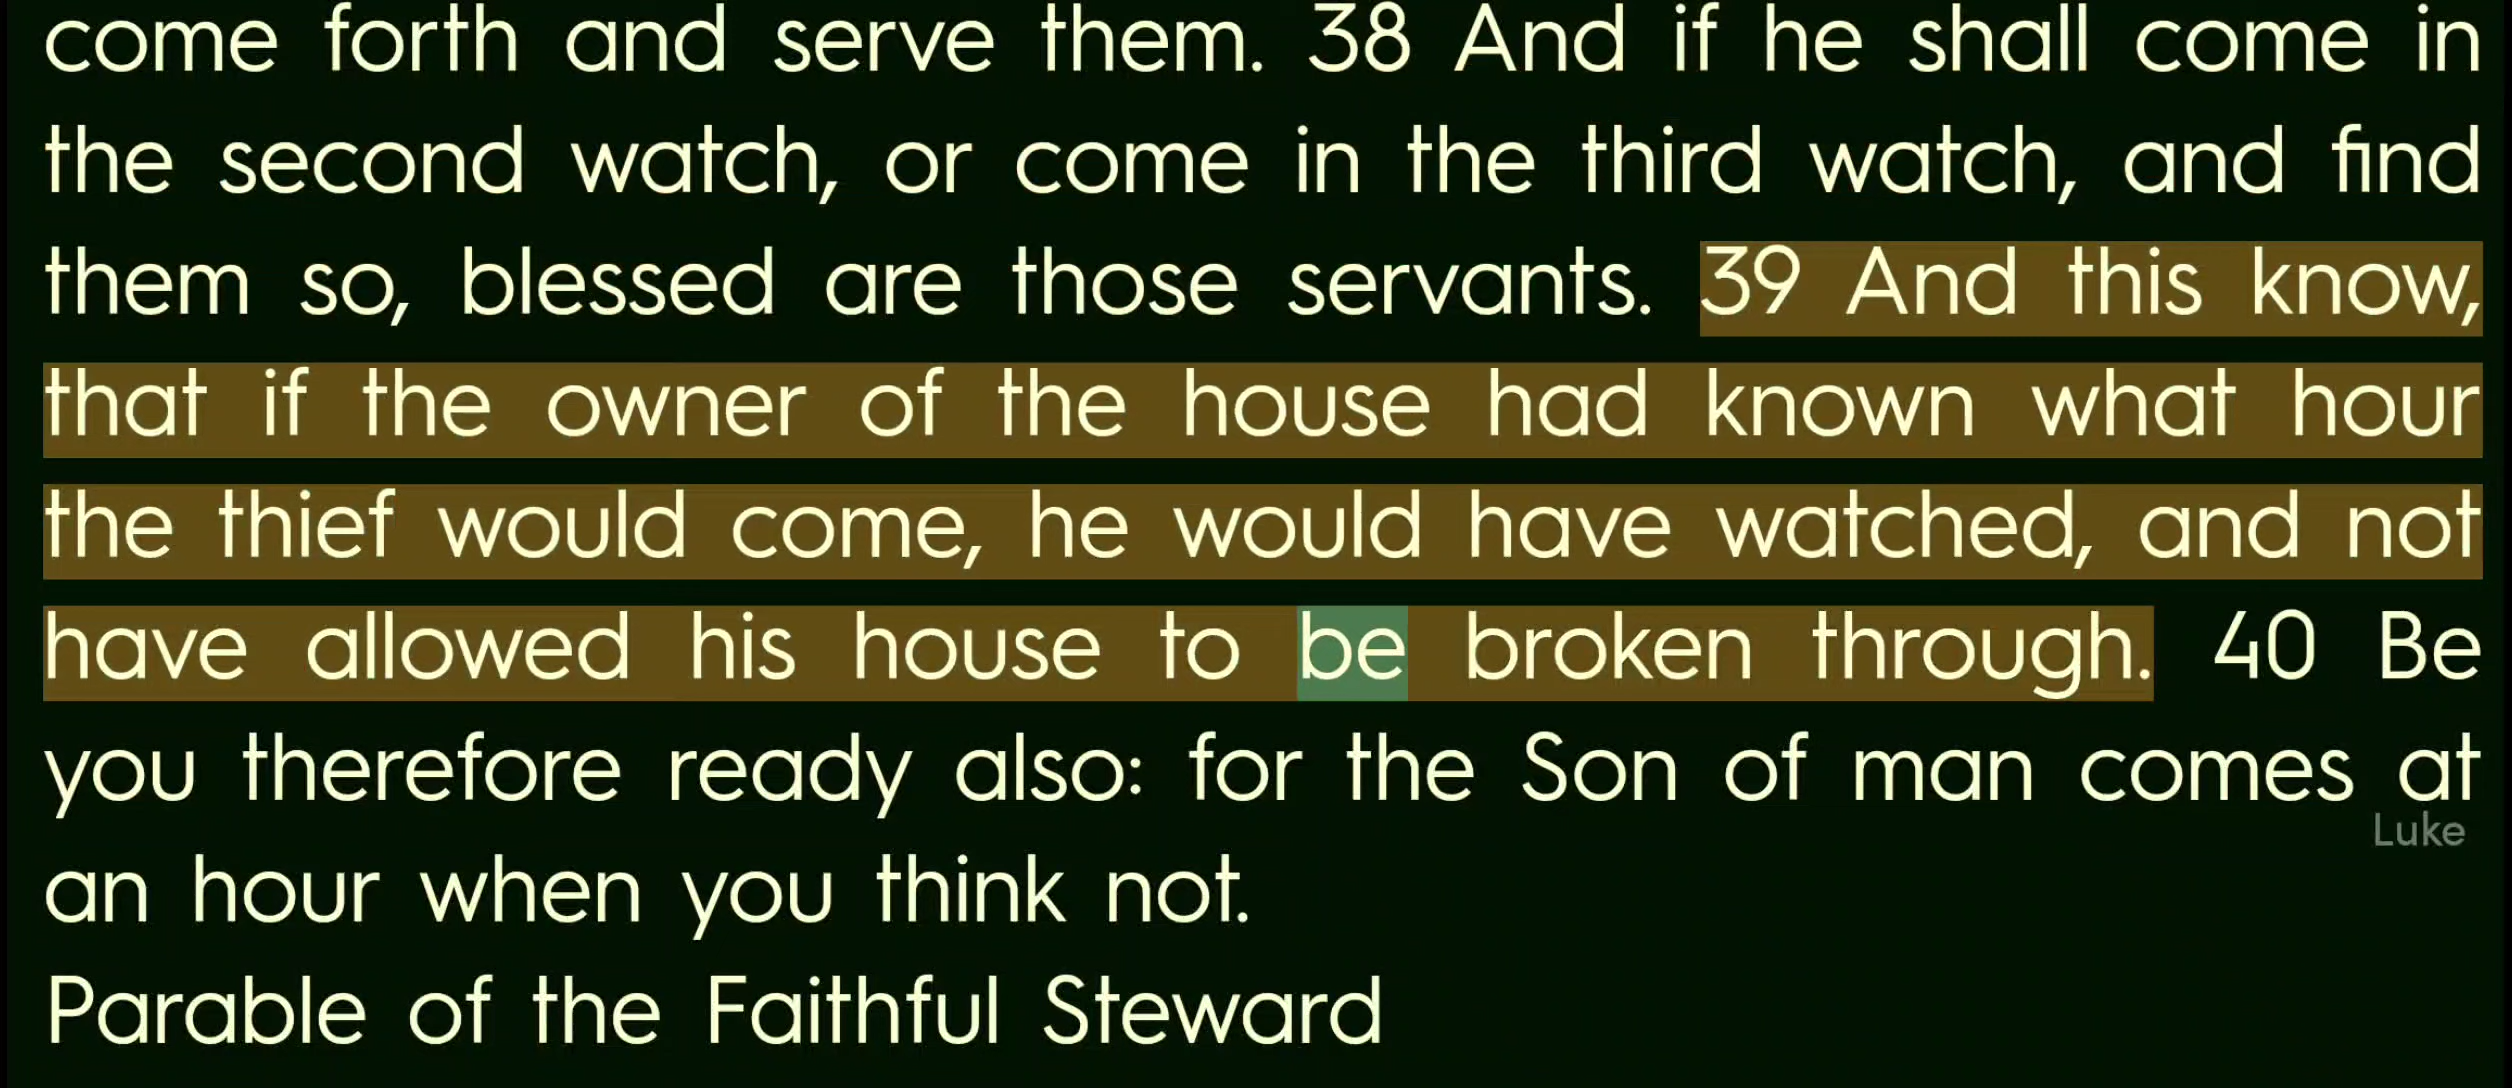 come forth and serve them. 38 And if he shall come in
the second watch, or come in the third watch, and find
them so, blessed are those servants. 39 And this know,
that if the owner of the house had known what hour
the thief would come, he would have watched, and not
have allowed his house to be broken through. 40 Be
you therefore ready also: for the Son of man comes at
Luke
an hour when you think not.
Parable of the Faithful Steward